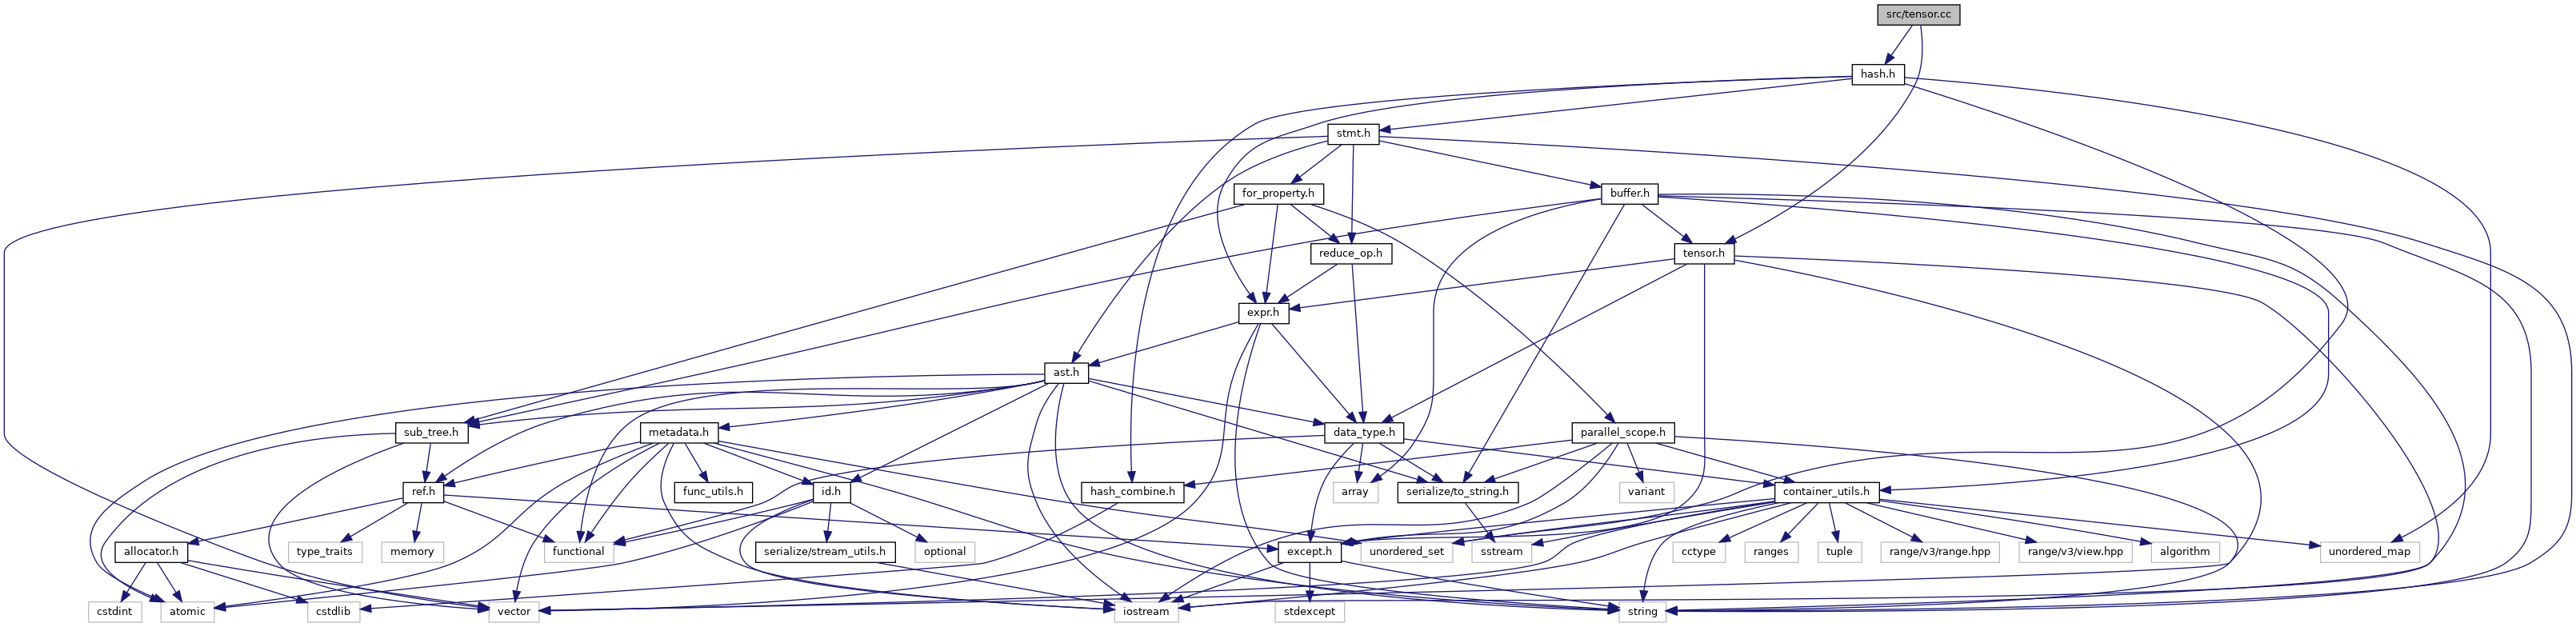 src/tensor.cc
hash.h
stmt.h
for_property.h
buffer.h
reduce_op.h
tensor.h
expr.h
ast.h
sub_tree.h
metadata.h
data_type.h
parallel_scope.h
ref.h
func_utils.h
id.h
hash_combine.h
array
serialize/to_string.h
variant
container_utils.h
allocator.h
type_traits
memory
functional
serialize/stream_utils.h
optional
except.h
unordered_set
sstream
cctype
ranges
tuple
range/v3/range.hpp
range/v3/view.hpp
algorithm
unordered_map
cstdint
atomic
cstdlib
vector
iostream
stdexcept
string